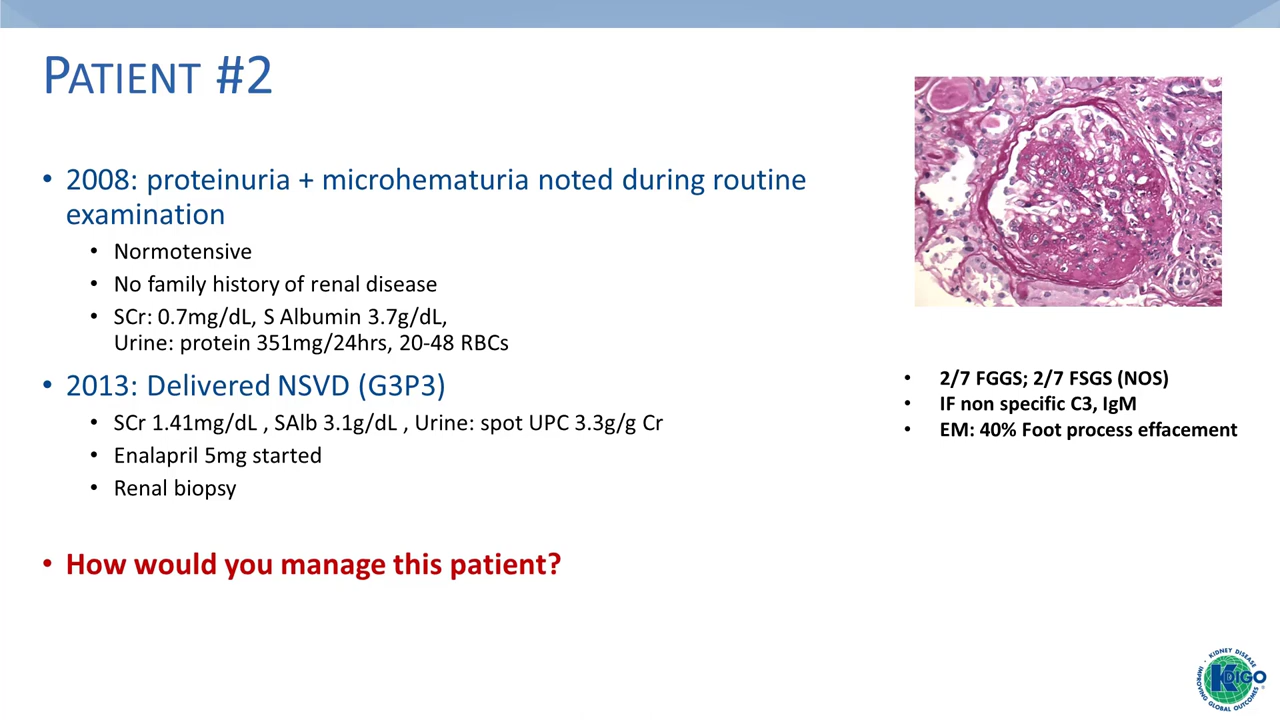 PATIENT #2
• 2008: proteinuria + microhematuria noted during routine
examination
• Normotensive
• No family history of renal disease
• SCr: 0.7mg/dL, S Albumin 3.7g/dL,
Urine: protein 351mg/24hrs, 20-48 RBCs
• 2013: Delivered NSVD (G3P3)
• SCr 1.41mg/dL , SAlb 3.1g/dL , Urine: spot UPC 3.3g/g Cr
• Enalapril 5mg started
• Renal biopsy
• How would you manage this patient?
• 2/7 FGGS; 2/7 FSGS (NOS)
• IF non specific C3, IgM
• EM: 40% Foot process effacement
KIDNEY DISEASE
KDIGO
IMPROVING GLOBAL OUTCOMES